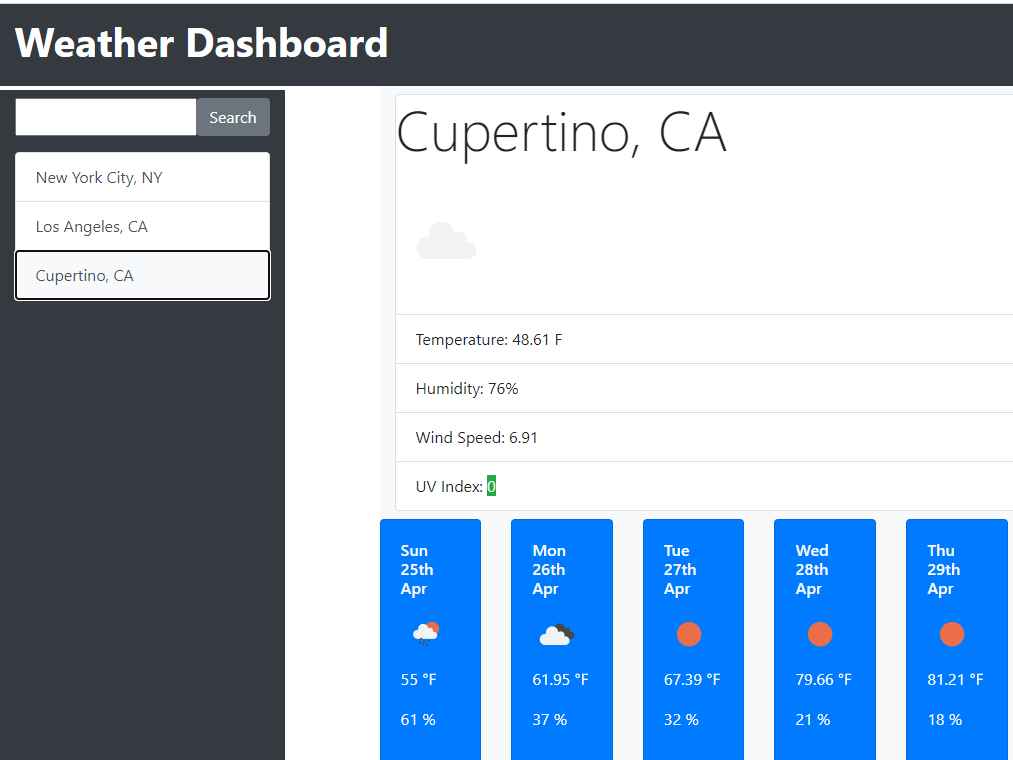 Weather Dashboard
Search
New York City, NY
Los Angeles, CA
Cupertino, CA
Cupertino, CA
Temperature: 48.61 F
Humidity: 76%
Wind Speed: 6.91
UV Index: 0
Sun
25th
Apr
55 °F
61 %
Mon
26th
Apr
61.95 °F
37 %
Tue
27th
Apr
67.39 °F
32 %
Wed
28th
Apr
79.66 °F
21 %
Thu
29th
Apr
81.21 °F
18 %